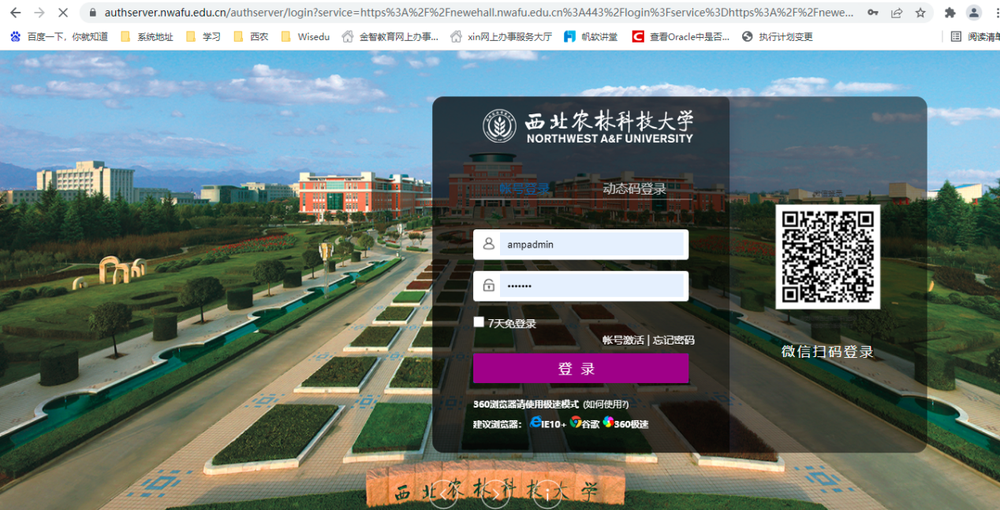 authserver.nwafu.edu.cn/authserver/login?service=https%3A%2F%2Fnewehall.nwafu.edu.cn%3A443%2Flogin%3Fservice%3Dhttps%3A%2F%2Fnewe...
百度一下，你就知道 系统地址 学习 西农 Wisedu 金智教育网上办事... xin网上办事服务大厅 帆软讲堂 查看Oracle中是否... 执行计划变更 阅读清单
西北农林科技大学
NORTHWEST A&F UNIVERSITY
帐号登录 动态码登录
ampadmin
•••••••
7天免登录
帐号激活 | 忘记密码
登 录
360浏览器请使用极速模式 (如何使用?)
建议浏览器： IE10+ 谷歌 360极速
微信扫码登录
西北农林科技大学